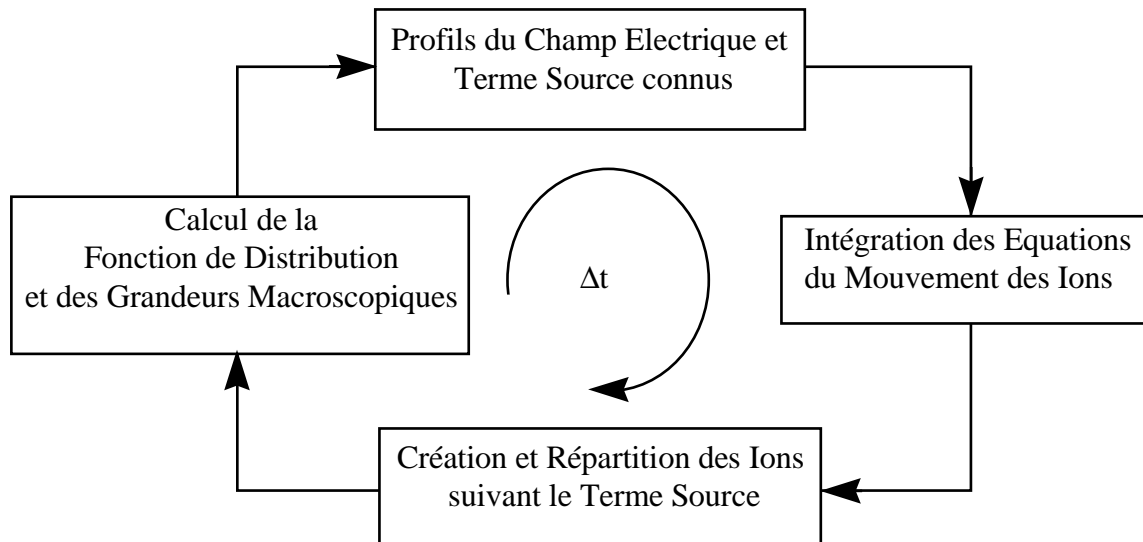 Profils du Champ Electrique et
Terme Source connus
Calcul de la
Fonction de Distribution
et des Grandeurs Macroscopiques
Δt
Intégration des Equations
du Mouvement des Ions
Création et Répartition des Ions
suivant le Terme Source